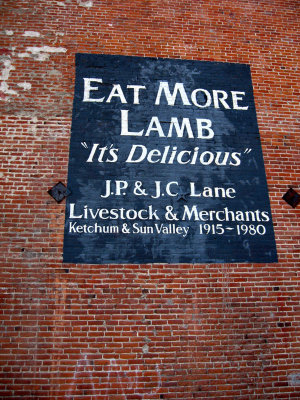 EAT MORE
LAMB
"It's Delicious"
J.P. & J.C. Lane
Livestock & Merchants
Ketchum & Sun Valley 1915~1980